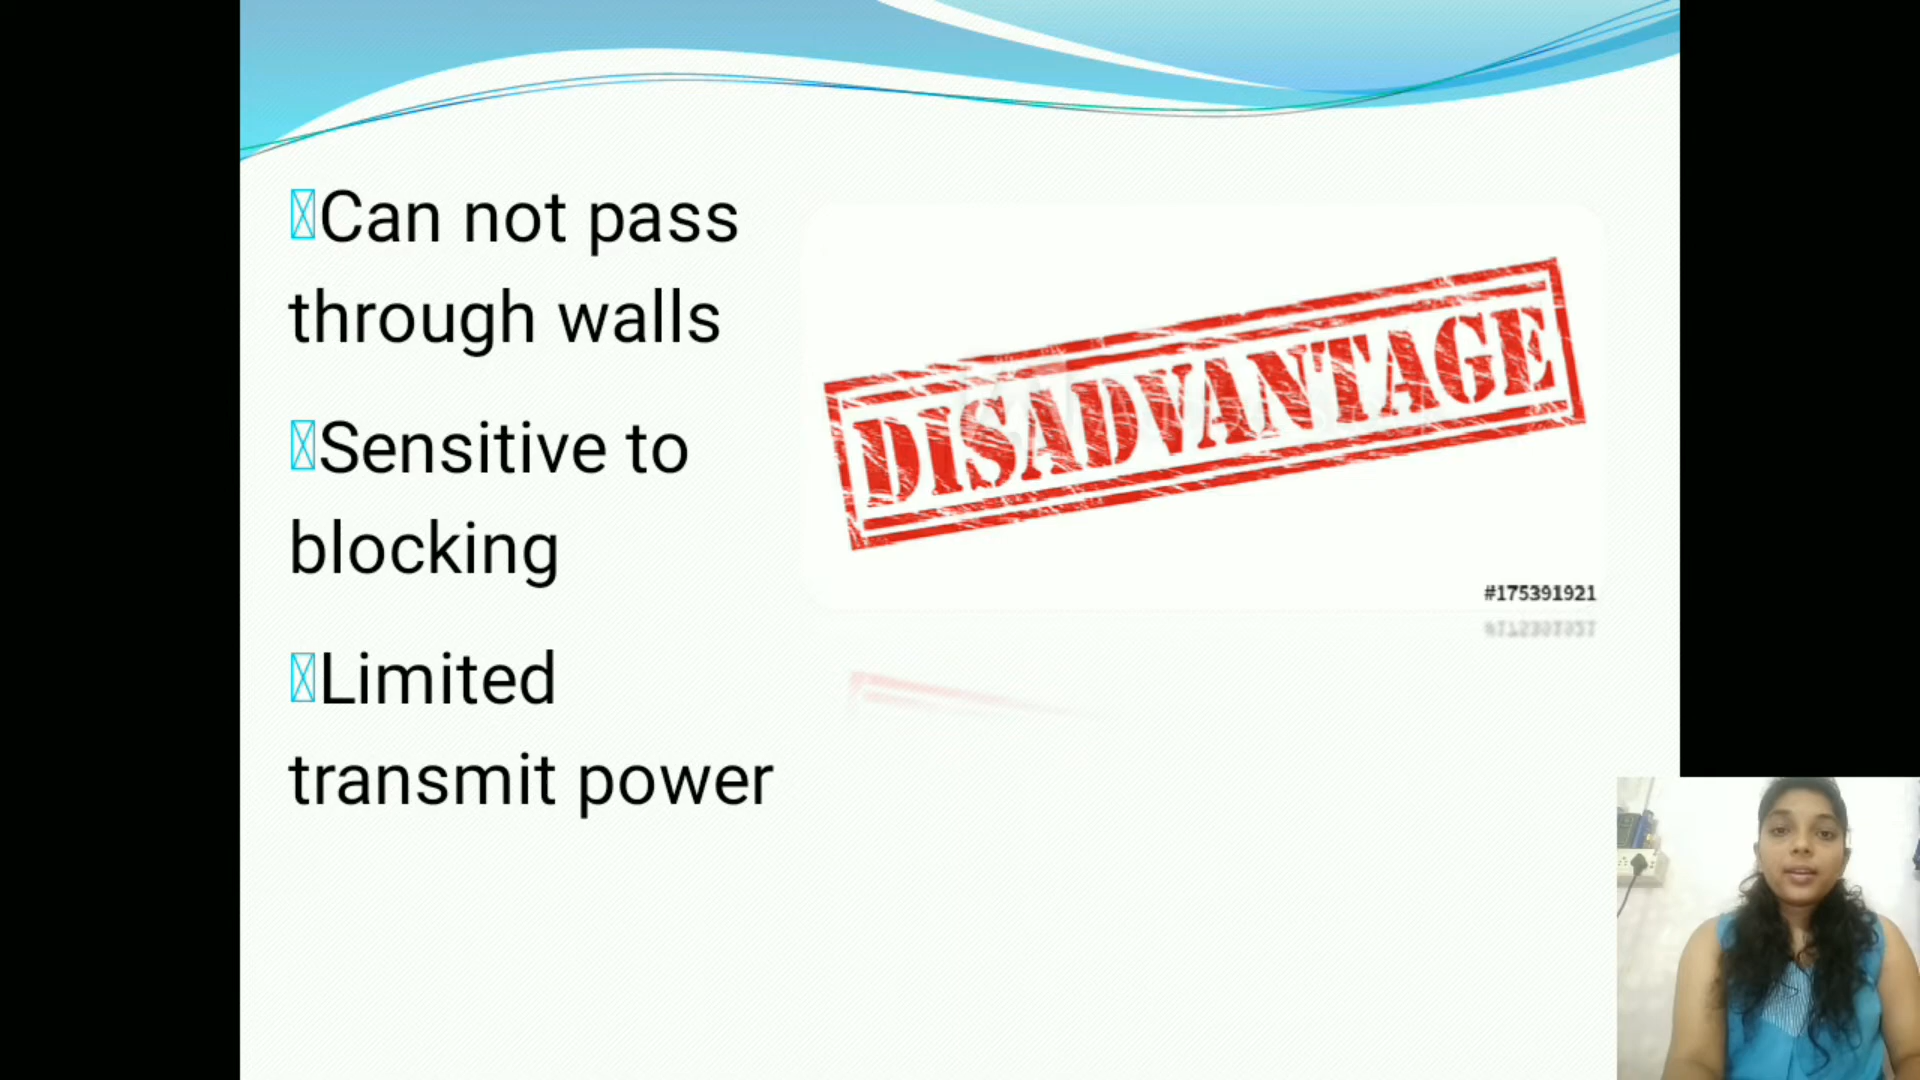 Can not pass
through walls
Sensitive to
blocking
Limited
transmit power
DISADVANTAGE
#175391921